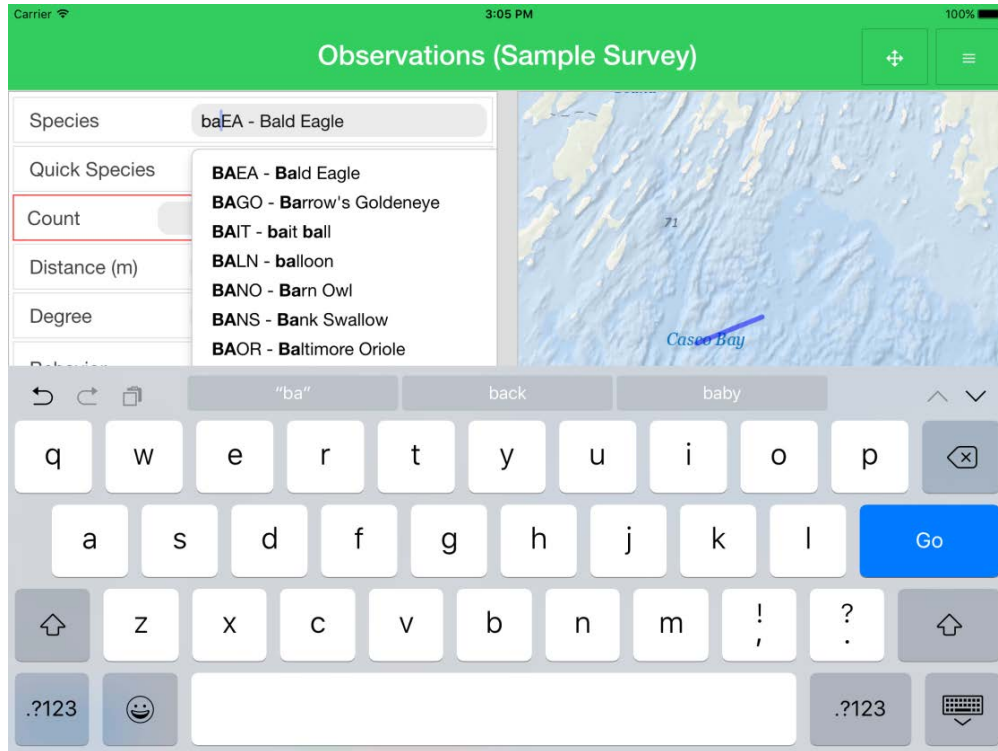 Carrier 3:05 PM 100%
Observations (Sample Survey)
Species baEA - Bald Eagle
Quick Species
Count
Distance (m)
Degree
BAEA - Bald Eagle
BAGO - Barrow's Goldeneye
BAIT - bait ball
BALN - balloon
BANO - Barn Owl
BANS - Bank Swallow
BAOR - Baltimore Oriole
71
Casco Bay
"ba" back baby
q w e r t y u i o p
a s d f g h j k l Go
z x c v b n m ! , ? .
.?123 .?123